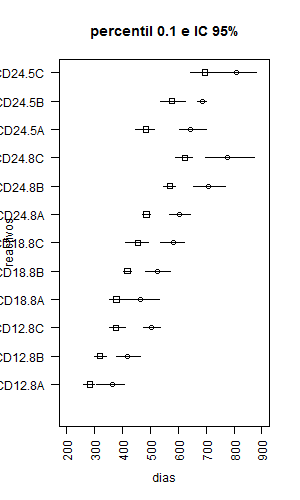 percentil 0.1 e IC 95%
CD24.5C
CD24.5B
CD24.5A
CD24.8C
CD24.8B
CD24.8A
CD18.8C
reativos
CD18.8B
CD18.8A
CD12.8C
CD12.8B
CD12.8A
200 300 400 500 600 700 800 900
dias